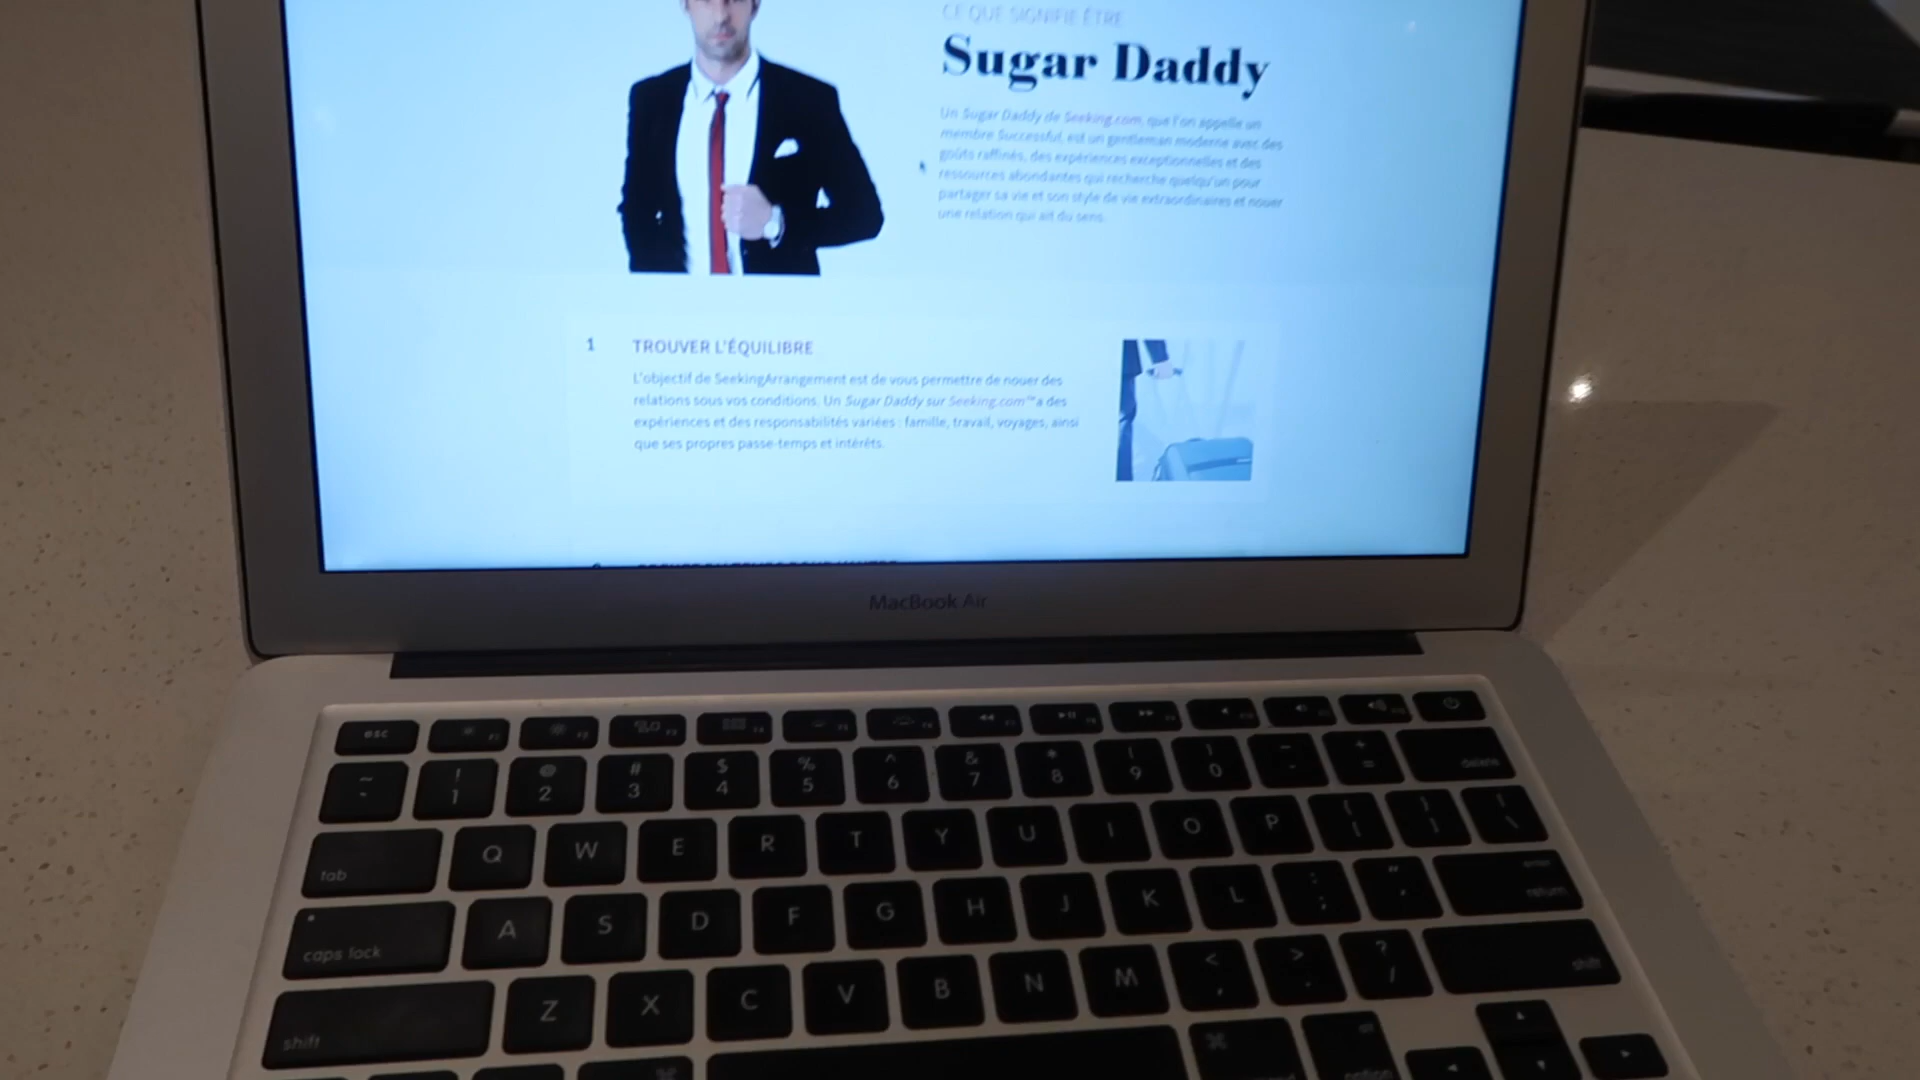 CE QUE SIGNIFIE ÊTRE
Sugar Daddy
Un Sugar Daddy de Seeking.com, que l'on appelle un
membre Successful, est un gentleman moderne avec des
goûts raffinés, des expériences exceptionnelles et des
ressources abondantes qui recherche quelqu'un pour
partager sa vie et son style de vie extraordinaires et nouer
une relation qui ait du sens.
1 TROUVER L'ÉQUILIBRE
L'objectif de SeekingArrangement est de vous permettre de nouer des
relations sous vos conditions. Un Sugar Daddy sur Seeking.com™ a des
expériences et des responsabilités variées : famille, travail, voyages, ainsi
que ses propres passe-temps et intérêts.
MacBook Air
esc
~ ! @ # $ % ^ & * ( ) - +
1 2 3 4 5 6 7 8 9 0 = delete
tab Q W E R T Y U I O P { [ } ] | \
caps lock A S D F G H J K L : ; " ' enter return
shift Z X C V B N M < , > . ? / shift
⌘ ⌘ option